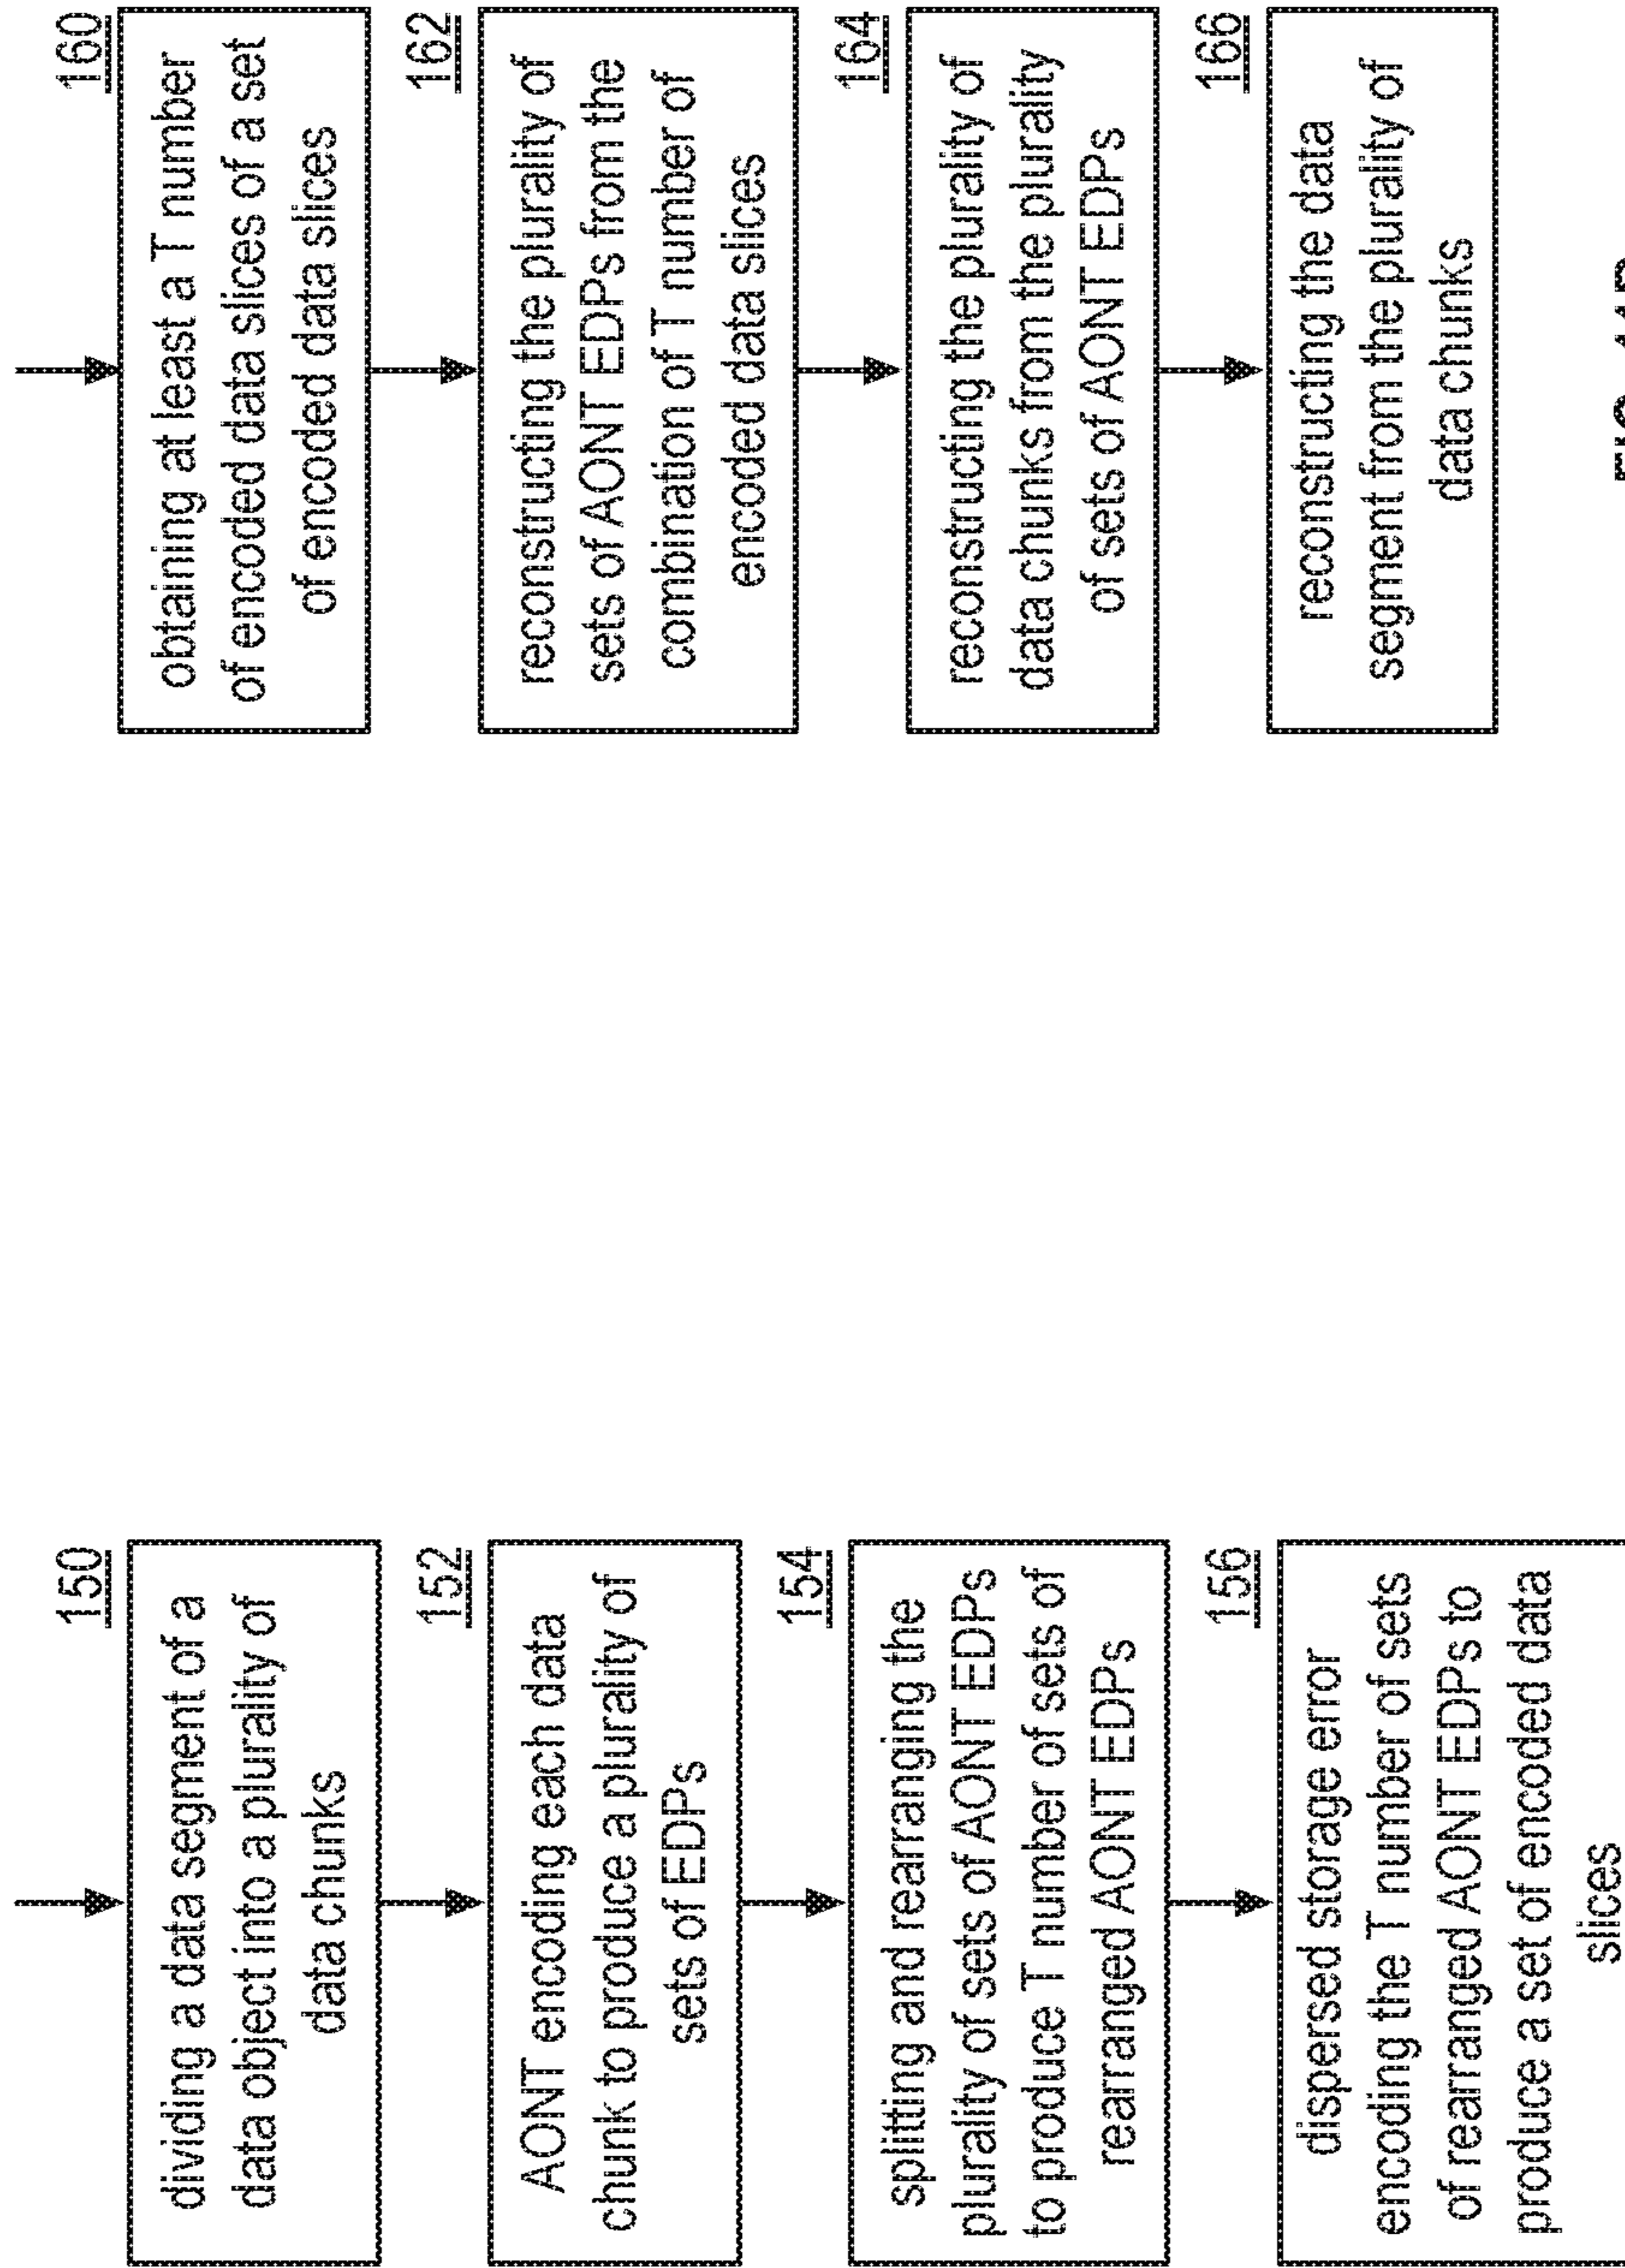 150
dividing a data segment of a
data object into a plurality of
data chunks
152
AONT encoding each data
chunk to produce a plurality of
sets of EDPs
154
splitting and rearranging the
plurality of sets of AONT EDPs
to produce T number of sets of
rearranged AONT EDPs
156
dispersed storage error
encoding the T number of sets
of rearranged AONT EDPs to
produce a set of encoded data
slices
160
obtaining at least a T number
of encoded data slices of a set
of encoded data slices
162
reconstructing the plurality of
sets of AONT EDPs from the
combination of T number of
encoded data slices
164
reconstructing the plurality of
data chunks from the plurality
of sets of AONT EDPs
166
reconstructing the data
segment from the plurality of
data chunks